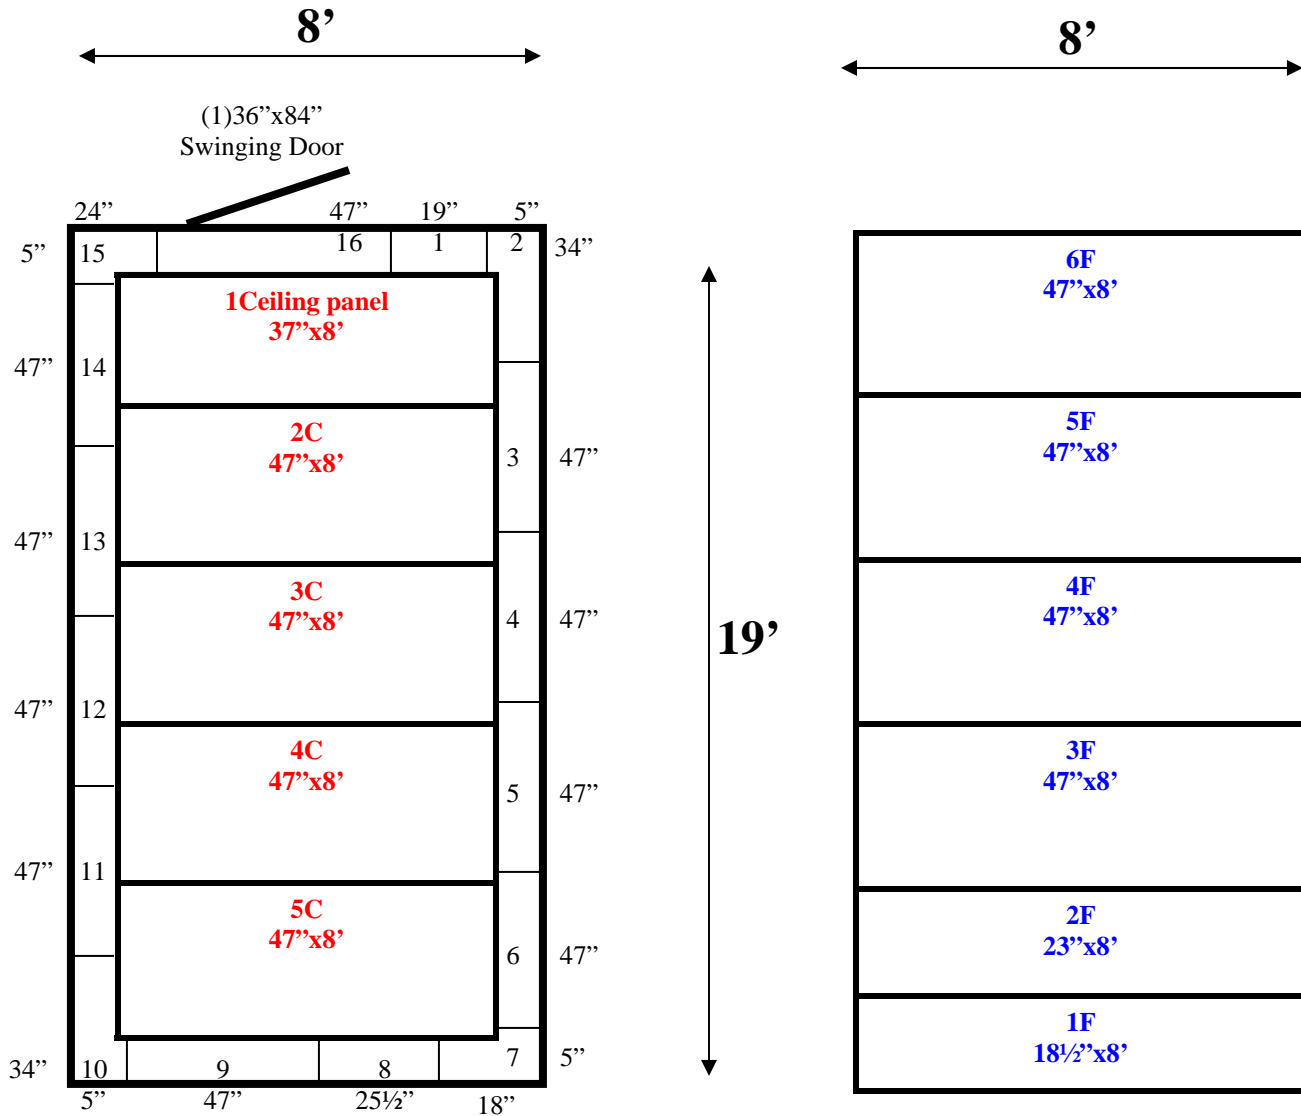 8’
8’
(1)36”x84”
Swinging Door
24”
47”
19”
5”
5”
15
16
1
2
34”
1Ceiling panel
37”x8’
47”
14
2C
47”x8’
3
47”
47”
13
3C
47”x8’
4
47”
19’
47”
12
4C
47”x8’
5
47”
47”
11
5C
47”x8’
6
47”
34”
10
9
8
7
5”
5”
47”
25½”
18”
6F
47”x8’
5F
47”x8’
4F
47”x8’
3F
47”x8’
2F
23”x8’
1F
18½”x8’